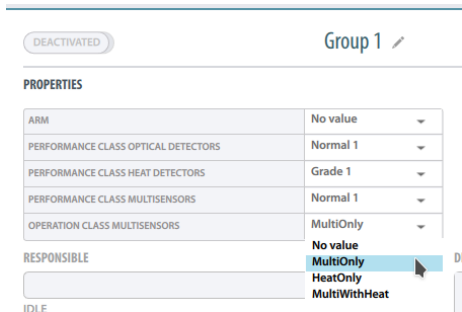 DEACTIVATED
Group 1
PROPERTIES
ARM No value
PERFORMANCE CLASS OPTICAL DETECTORS Normal 1
PERFORMANCE CLASS HEAT DETECTORS Grade 1
PERFORMANCE CLASS MULTISENSORS Normal 1
OPERATION CLASS MULTISENSORS MultiOnly
No value
RESPONSIBLE
MultiOnly
HeatOnly
MultiWithHeat
IDLE